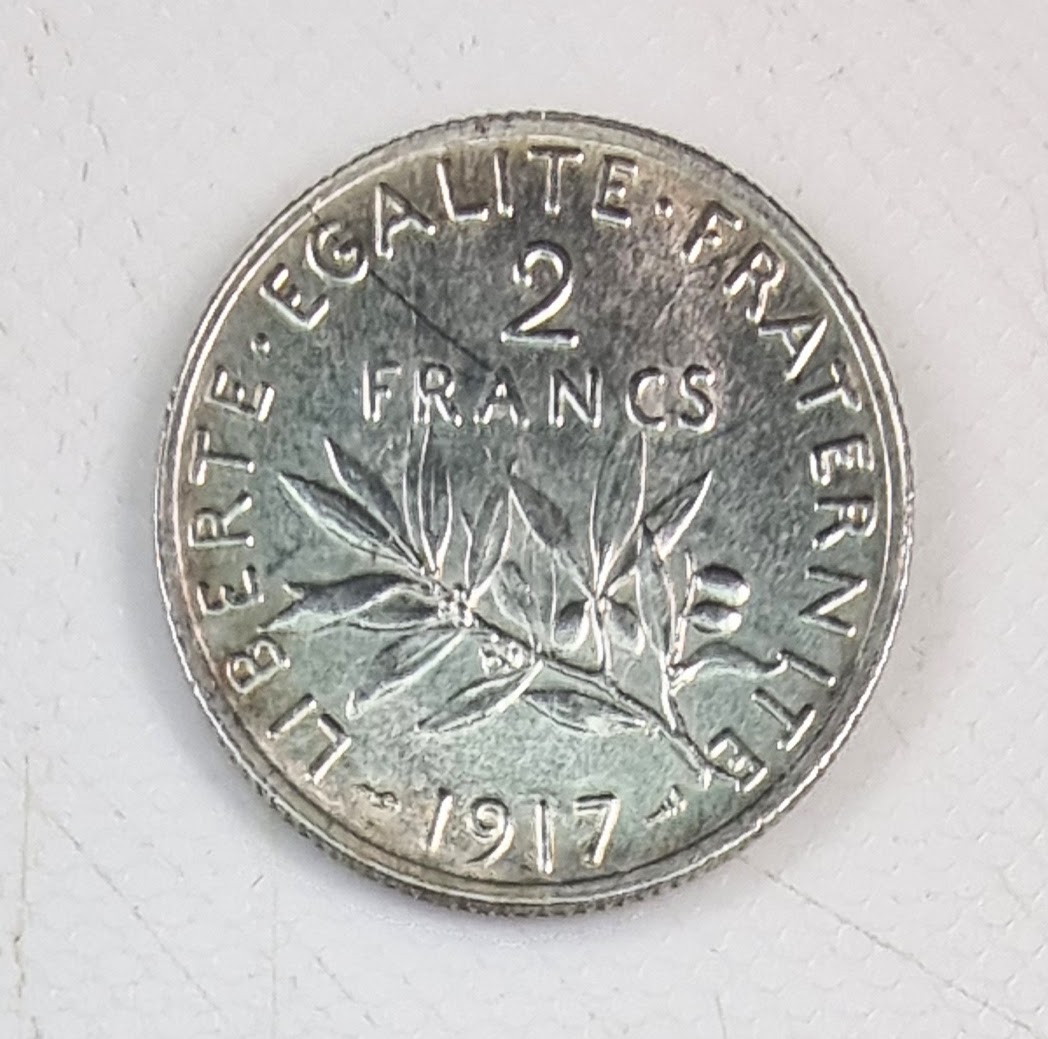 LIBERTE·EGALITE·FRATERNITE
2
FRANCS
1917